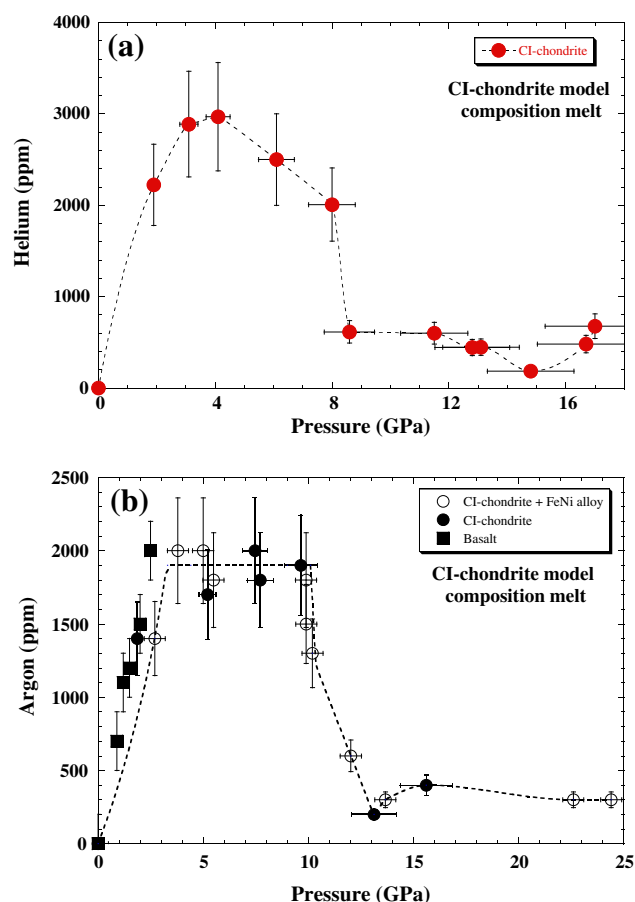 (a)
CI-chondrite
CI-chondrite model
composition melt
Helium (ppm)
4000
3000
2000
1000
0
0 4 8 12 16
Pressure (GPa)
(b)
CI-chondrite + FeNi alloy
CI-chondrite
Basalt
CI-chondrite model
composition melt
Argon (ppm)
2500
2000
1500
1000
500
0
0 5 10 15 20 25
Pressure (GPa)